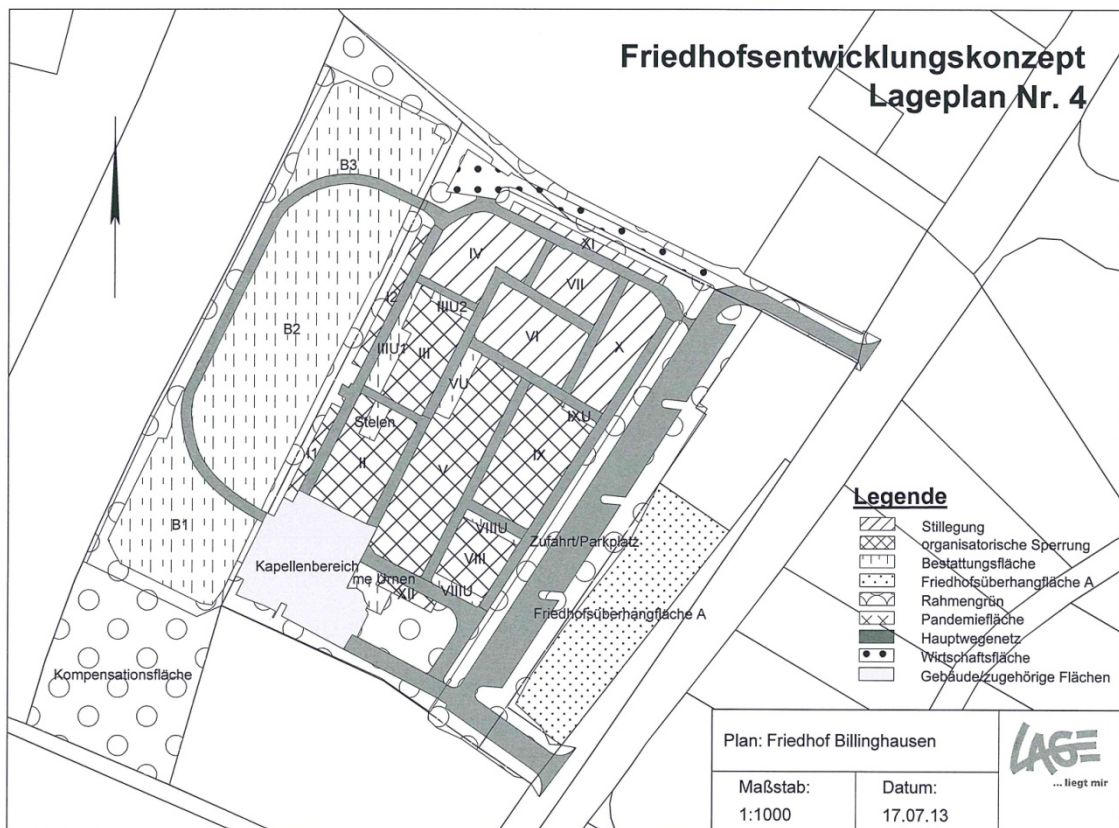 Friedhofsentwicklungskonzept
Lageplan Nr. 4
B3
XI
IV
VII
I2
IIIU2
B2
VI
X
IIIU1
III
VU
IXU
Stelen
I1
II
V
IX
B1
VIIIU
Zufahrt/Parkplatz
VIII
Kapellenbereich
me Urnen
XII
VIIIU
Friedhofsüberhangfläche A
Kompensationsfläche
Legende
Stillegung
organisatorische Sperrung
Bestattungsfläche
Friedhofsüberhangfläche A
Rahmengrün
Pandemiefläche
Hauptwegenetz
Wirtschaftsfläche
Gebäude/zugehörige Flächen
Plan: Friedhof Billinghausen
Maßstab:
1:1000
Datum:
17.07.13
LAGE
... liegt mir